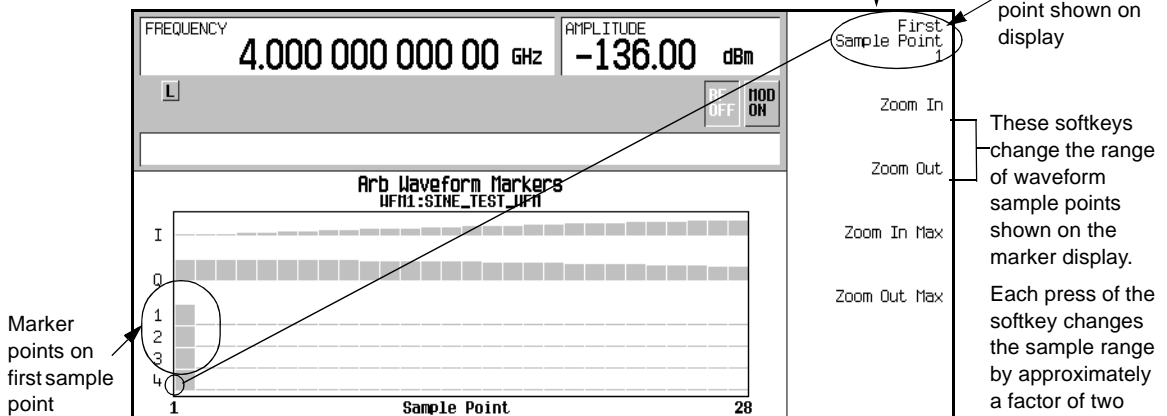 point shown on
display
FREQUENCY
4.000 000 000 00 GHz
AMPLITUDE
-136.00 dBm
L
RF
OFF
MOD
ON
First
Sample Point
1
Zoom In
Zoom Out
Zoom In Max
Zoom Out Max
These softkeys
change the range
of waveform
sample points
shown on the
marker display.
Each press of the
softkey changes
the sample range
by approximately
a factor of two
Arb Waveform Markers
WFM1:SINE_TEST_WFM
I
Q
1
2
3
4
Marker
points on
first sample
point
1
Sample Point
28